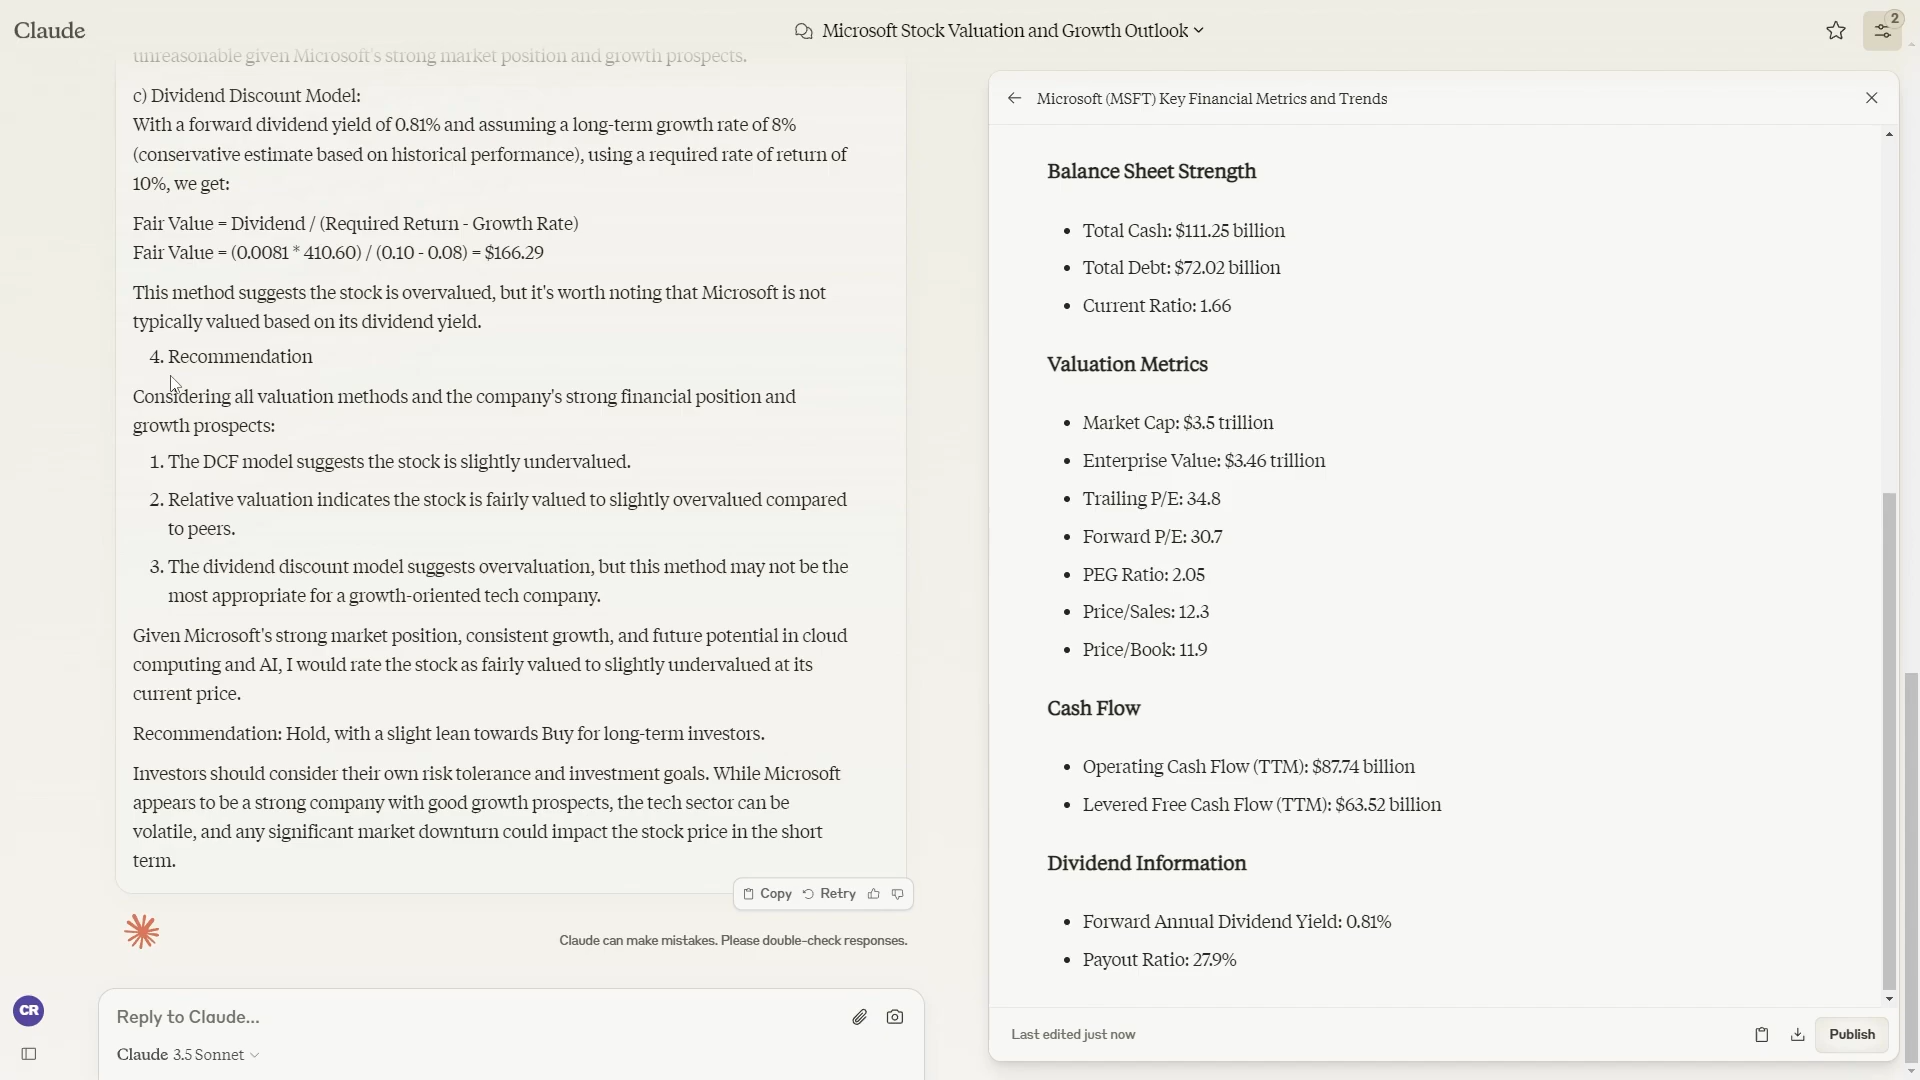 Claude
Microsoft Stock Valuation and Growth Outlook
2
unreasonable given Microsoft's strong market position and growth prospects.
c) Dividend Discount Model:
With a forward dividend yield of 0.81% and assuming a long-term growth rate of 8%
(conservative estimate based on historical performance), using a required rate of return of
10%, we get:
Fair Value = Dividend / (Required Return - Growth Rate)
Fair Value = (0.0081 * 410.60) / (0.10 - 0.08) = $166.29
This method suggests the stock is overvalued, but it's worth noting that Microsoft is not
typically valued based on its dividend yield.
4. Recommendation
Considering all valuation methods and the company's strong financial position and
growth prospects:
1. The DCF model suggests the stock is slightly undervalued.
2. Relative valuation indicates the stock is fairly valued to slightly overvalued compared
to peers.
3. The dividend discount model suggests overvaluation, but this method may not be the
most appropriate for a growth-oriented tech company.
Given Microsoft's strong market position, consistent growth, and future potential in cloud
computing and AI, I would rate the stock as fairly valued to slightly undervalued at its
current price.
Recommendation: Hold, with a slight lean towards Buy for long-term investors.
Investors should consider their own risk tolerance and investment goals. While Microsoft
appears to be a strong company with good growth prospects, the tech sector can be
volatile, and any significant market downturn could impact the stock price in the short
term.
Copy Retry
Claude can make mistakes. Please double-check responses.
CR
Reply to Claude...
Claude 3.5 Sonnet
Microsoft (MSFT) Key Financial Metrics and Trends
Balance Sheet Strength
• Total Cash: $111.25 billion
• Total Debt: $72.02 billion
• Current Ratio: 1.66
Valuation Metrics
• Market Cap: $3.5 trillion
• Enterprise Value: $3.46 trillion
• Trailing P/E: 34.8
• Forward P/E: 30.7
• PEG Ratio: 2.05
• Price/Sales: 12.3
• Price/Book: 11.9
Cash Flow
• Operating Cash Flow (TTM): $87.74 billion
• Levered Free Cash Flow (TTM): $63.52 billion
Dividend Information
• Forward Annual Dividend Yield: 0.81%
• Payout Ratio: 27.9%
Last edited just now
Publish